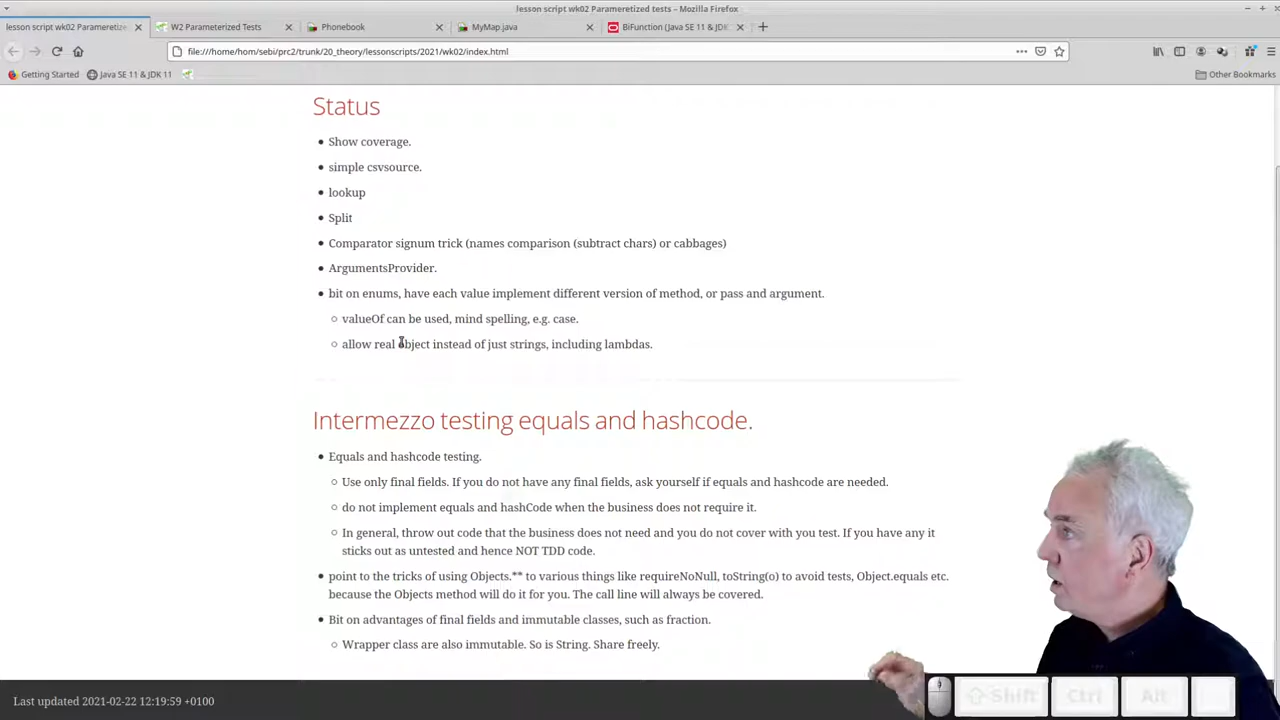 lesson script wk02 Parameretized tests - Mozilla Firefox
lesson script wk02 Parameretize
W2 Parameterized Tests
Phonebook
MyMap.java
BiFunction (Java SE 11 & JDK
file:///home/hom/sebi/prc2/trunk/20_theory/lessonscripts/2021/wk02/index.html
Getting Started
Java SE 11 & JDK 11
Other Bookmarks
Status
• Show coverage.
• simple csvsource.
• lookup
• Split
• Comparator signum trick (names comparison (subtract chars) or cabbages)
• ArgumentsProvider.
• bit on enums, have each value implement different version of method, or pass and argument.
○ valueOf can be used, mind spelling, e.g. case.
○ allow real object instead of just strings, including lambdas.
Intermezzo testing equals and hashcode.
• Equals and hashcode testing.
○ Use only final fields. If you do not have any final fields, ask yourself if equals and hashcode are needed.
○ do not implement equals and hashCode when the business does not require it.
○ In general, throw out code that the business does not need and you do not cover with you test. If you have any it
sticks out as untested and hence NOT TDD code.
• point to the tricks of using Objects.** to various things like requireNoNull, toString(o) to avoid tests, Object.equals etc.
because the Objects method will do it for you. The call line will always be covered.
• Bit on advantages of final fields and immutable classes, such as fraction.
○ Wrapper class are also immutable. So is String. Share freely.
Last updated 2021-02-22 12:19:59 +0100
Shift
Ctrl
Alt